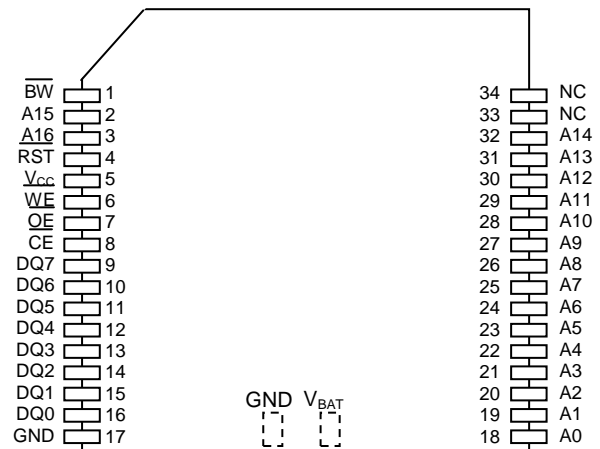 BW 1 34 NC
A15 2 33 NC
A16 3 32 A14
RST 4 31 A13
VCC 5 30 A12
WE 6 29 A11
OE 7 28 A10
CE 8 27 A9
DQ7 9 26 A8
DQ6 10 25 A7
DQ5 11 24 A6
DQ4 12 23 A5
DQ3 13 22 A4
DQ2 14 21 A3
DQ1 15 20 A2
GND VBAT
DQ0 16 19 A1
GND 17 18 A0